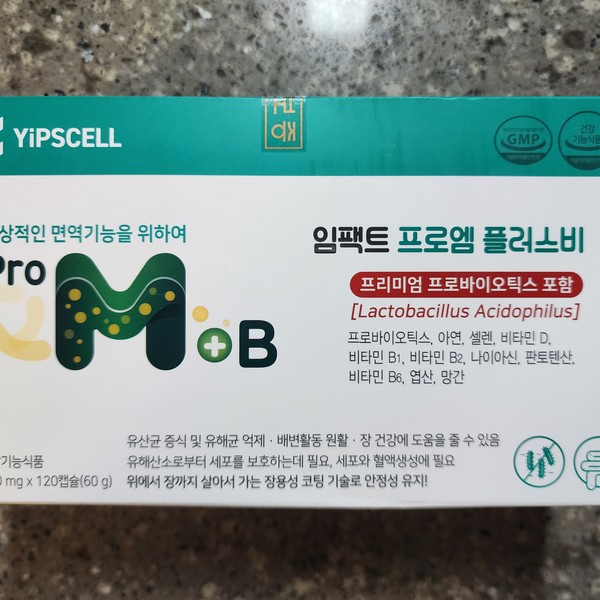 YiPSCELL
GMP
건강
기능식품
상적인 면역기능을 위하여
Pro
M+B
임팩트 프로엠 플러스비
프리미엄 프로바이오틱스 포함
[Lactobacillus Acidophilus]
프로바이오틱스, 아연, 셀렌, 비타민 D,
비타민 B1, 비타민 B2, 나이아신, 판토텐산,
비타민 B6, 엽산, 망간
유산균 증식 및 유해균 억제 · 배변활동 원활 · 장 건강에 도움을 줄 수 있음
강기능식품
유해산소로부터 세포를 보호하는데 필요, 세포와 혈액생성에 필요
0 mg x 120캡슐(60 g)
위에서 장까지 살아서 가는 장용성 코팅 기술로 안정성 유지!